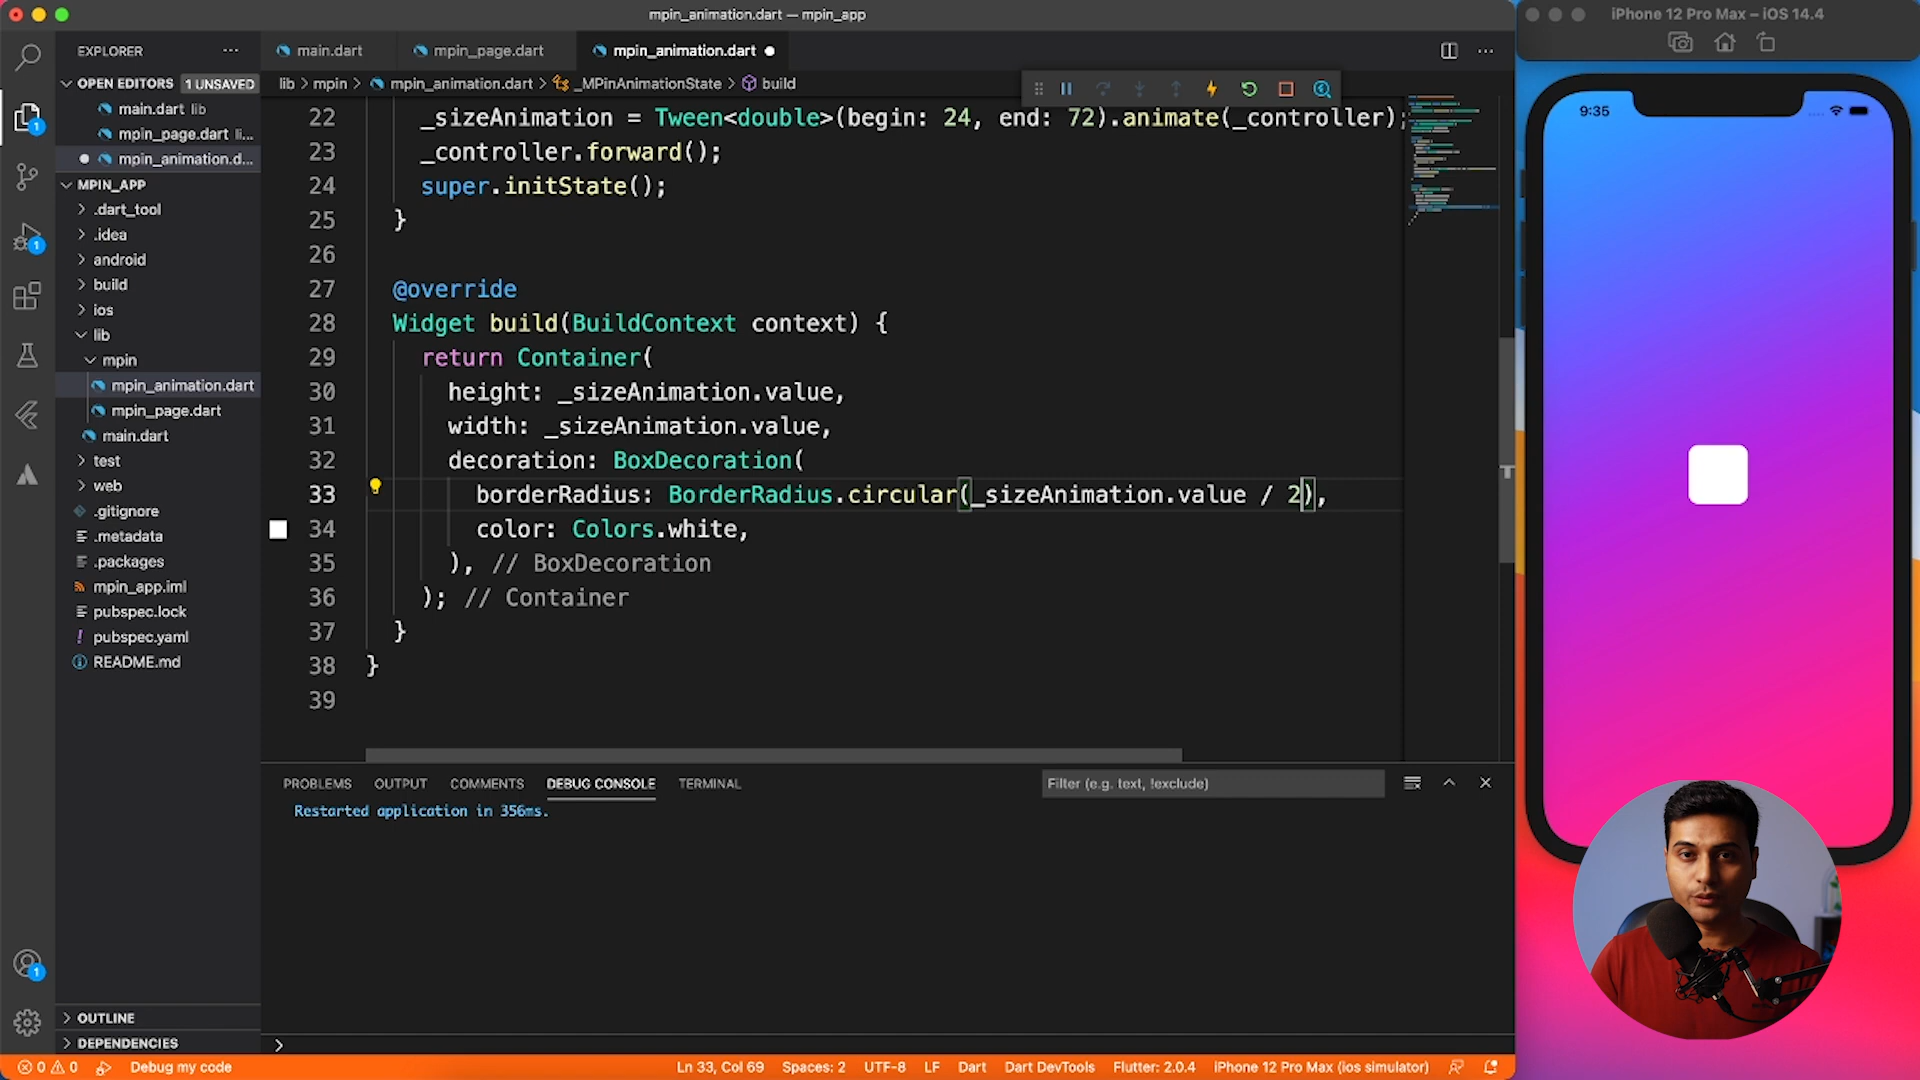 mpin_animation.dart — mpin_app
iPhone 12 Pro Max – iOS 14.4
EXPLORER
main.dart
mpin_page.dart
mpin_animation.dart
OPEN EDITORS
1 UNSAVED
lib
mpin
mpin_animation.dart
_MPinAnimationState
build
main.dart lib
mpin_page.dart li...
mpin_animation.d...
MPIN_APP
.dart_tool
.idea
android
build
ios
lib
mpin
mpin_animation.dart
mpin_page.dart
main.dart
test
web
.gitignore
.metadata
.packages
mpin_app.iml
pubspec.lock
pubspec.yaml
README.md
OUTLINE
DEPENDENCIES
1
1
1
22 _sizeAnimation = Tween<double>(begin: 24, end: 72).animate(_controller);
23 _controller.forward();
24 super.initState();
25 }
26
27 @override
28 Widget build(BuildContext context) {
29 return Container(
30 height: _sizeAnimation.value,
31 width: _sizeAnimation.value,
32 decoration: BoxDecoration(
33 borderRadius: BorderRadius.circular(_sizeAnimation.value / 2),
34 color: Colors.white,
35 ), // BoxDecoration
36 ); // Container
37 }
38 }
39
PROBLEMS
OUTPUT
COMMENTS
DEBUG CONSOLE
TERMINAL
Filter (e.g. text, !exclude)
Restarted application in 356ms.
9:35
0 0
Debug my code
Ln 33, Col 69
Spaces: 2
UTF-8
LF
Dart
Dart DevTools
Flutter: 2.0.4
iPhone 12 Pro Max (ios simulator)